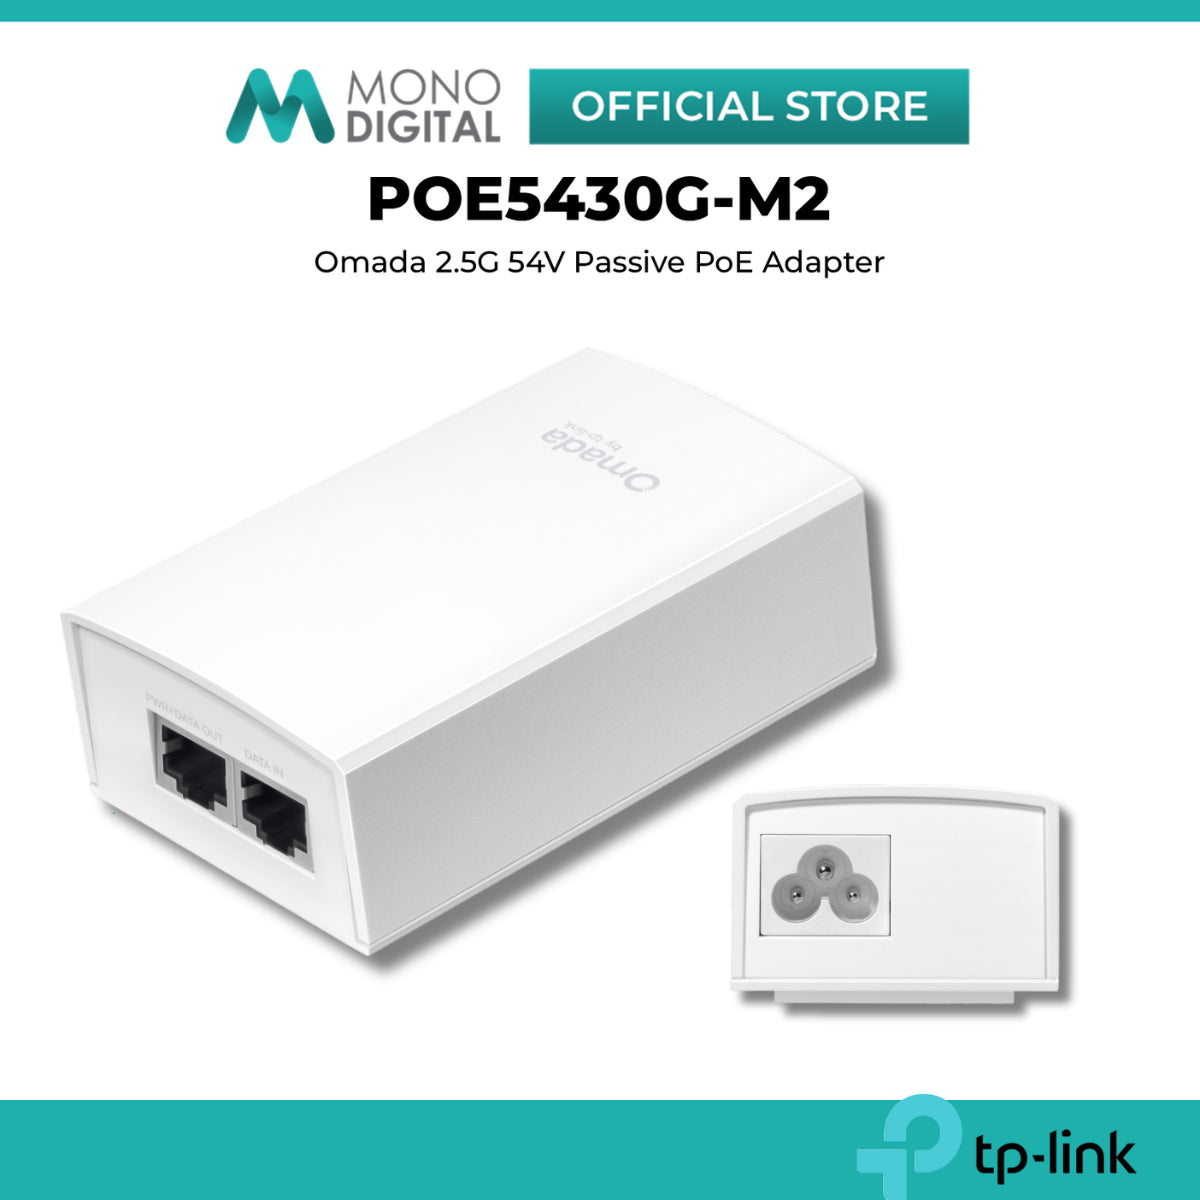 MONO
DIGITAL
OFFICIAL STORE
POE5430G-M2
Omada 2.5G 54V Passive PoE Adapter
Omada
by tp-link
PWR+DATA OUT
DATA IN
tp-link